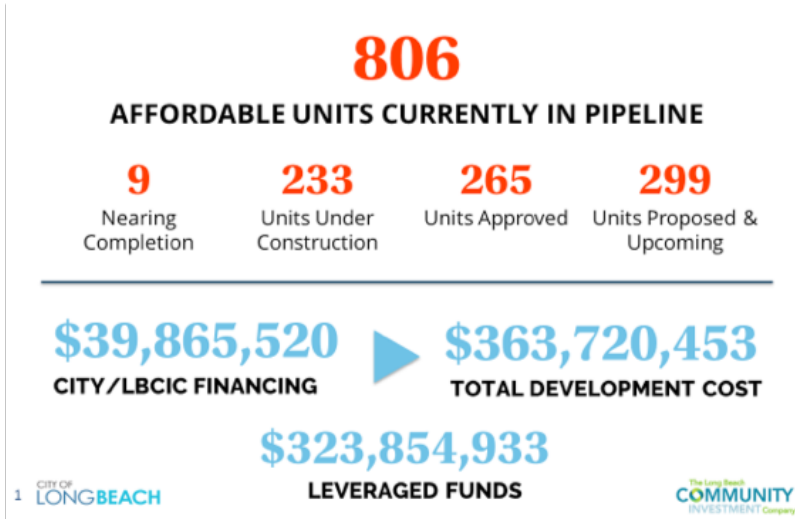 806
AFFORDABLE UNITS CURRENTLY IN PIPELINE
9
Nearing
Completion
233
Units Under
Construction
265
Units Approved
299
Units Proposed &
Upcoming
$39,865,520
CITY/LBCIC FINANCING
$363,720,453
TOTAL DEVELOPMENT COST
$323,854,933
LEVERAGED FUNDS
1
CITY OF
LONGBEACH
The Long Beach
COMMUNITY
INVESTMENT Company